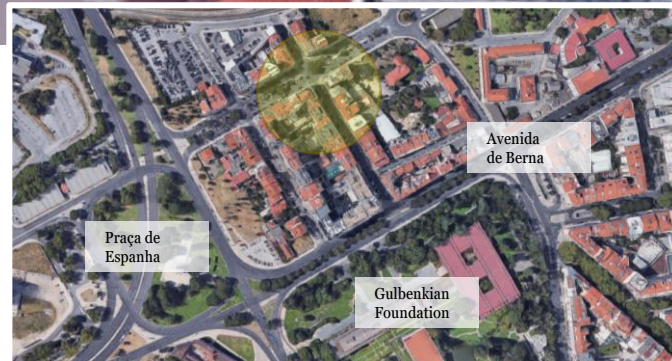 Avenida
de Berna
Praça de
Espanha
Gulbenkian
Foundation